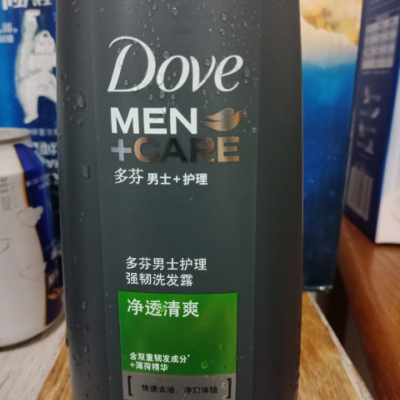 Dove
MEN
+CARE
多芬 男士+护理
多芬男士护理
强韧洗发露
净透清爽
含双重韧发成分*
+薄荷精华
快速去油，净爽体验